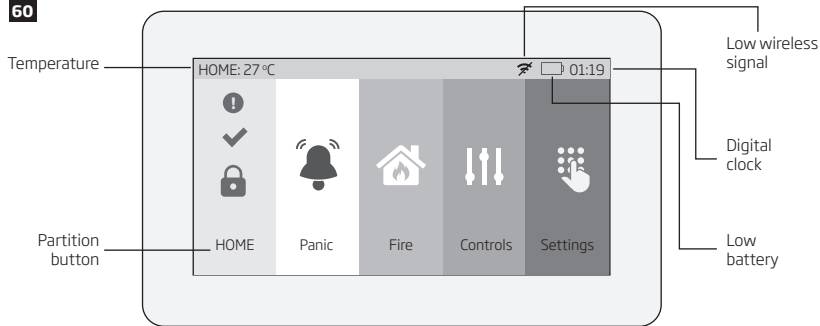 60
Temperature
HOME: 27 ºC
01:19
Low wireless
signal
Digital
clock
Low
battery
Partition
button
HOME
Panic
Fire
Controls
Settings